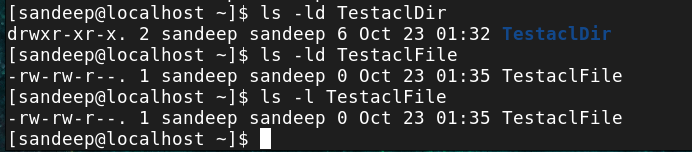 [sandeep@localhost ~]$ ls -ld TestaclDir
drwxr-xr-x. 2 sandeep sandeep 6 Oct 23 01:32 TestaclDir
[sandeep@localhost ~]$ ls -ld TestaclFile
-rw-rw-r--. 1 sandeep sandeep 0 Oct 23 01:35 TestaclFile
[sandeep@localhost ~]$ ls -l TestaclFile
-rw-rw-r--. 1 sandeep sandeep 0 Oct 23 01:35 TestaclFile
[sandeep@localhost ~]$